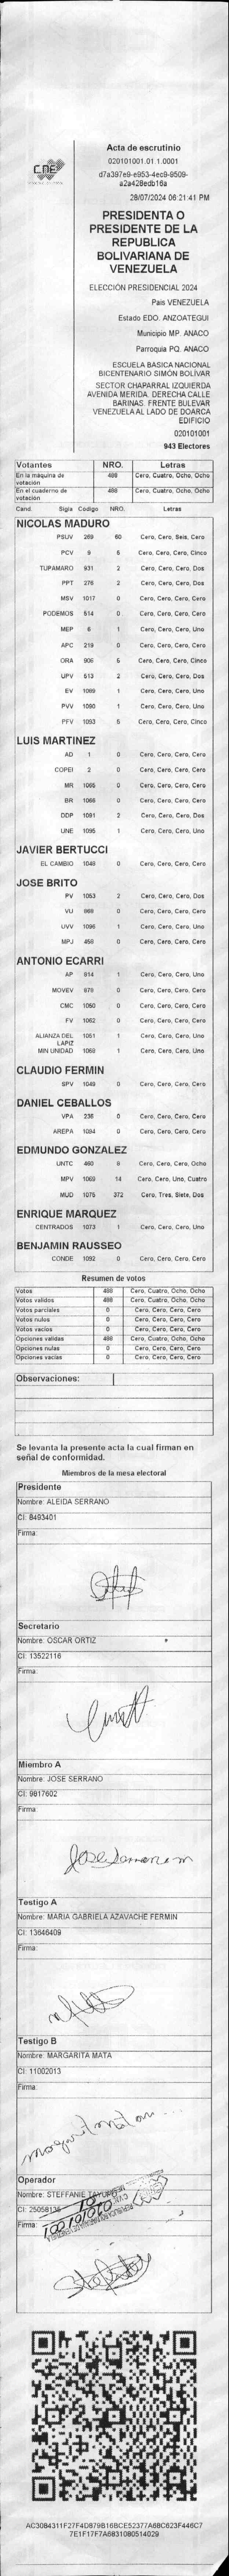 CNE
Acta de escrutinio
020101001.01.1.0001
d7a397e9-e953-4ec9-9509-
a2a428edb16a
28/07/2024 06:21:41 PM
PRESIDENTA O
PRESIDENTE DE LA
REPUBLICA
BOLIVARIANA DE
VENEZUELA
ELECCIÓN PRESIDENCIAL 2024
Pais VENEZUELA
Estado EDO. ANZOATEGUI
Municipio MP. ANACO
Parroquia PQ. ANACO
ESCUELA BASICA NACIONAL
BICENTENARIO SIMÓN BOLÍVAR
SECTOR CHAPARRAL IZQUIERDA
AVENIDA MERIDA. DERECHA CALLE
BARINAS. FRENTE BULEVAR
VENEZUELA AL LADO DE DOARCA
EDIFICIO
020101001
943 Electores
Votantes NRO. Letras
En la maquina de votación 488 Cero, Cuatro, Ocho, Ocho
En el cuaderno de votación 488 Cero, Cuatro, Ocho, Ocho
Cand. Sigla Codigo NRO. Letras
NICOLAS MADURO
PSUV 269 60 Cero, Cero, Seis, Cero
PCV 9 5 Cero, Cero, Cero, Cinco
TUPAMARO 931 2 Cero, Cero, Cero, Dos
PPT 276 2 Cero, Cero, Cero, Dos
MSV 1017 0 Cero, Cero, Cero, Cero
PODEMOS 514 0 Cero, Cero, Cero, Cero
MEP 6 1 Cero, Cero, Cero, Uno
APC 219 0 Cero, Cero, Cero, Cero
ORA 906 5 Cero, Cero, Cero, Cinco
UPV 513 2 Cero, Cero, Cero, Dos
EV 1089 1 Cero, Cero, Cero, Uno
PVV 1090 1 Cero, Cero, Cero, Uno
PFV 1093 5 Cero, Cero, Cero, Cinco
LUIS MARTINEZ
AD 1 0 Cero, Cero, Cero, Cero
COPEI 2 0 Cero, Cero, Cero, Cero
MR 1065 0 Cero, Cero, Cero, Cero
BR 1066 0 Cero, Cero, Cero, Cero
DDP 1091 2 Cero, Cero, Cero, Dos
UNE 1095 1 Cero, Cero, Cero, Uno
JAVIER BERTUCCI
EL CAMBIO 1048 0 Cero, Cero, Cero, Cero
JOSE BRITO
PV 1053 2 Cero, Cero, Cero, Dos
VU 868 0 Cero, Cero, Cero, Cero
UVV 1096 1 Cero, Cero, Cero, Uno
MPJ 458 0 Cero, Cero, Cero, Cero
ANTONIO ECARRI
AP 814 1 Cero, Cero, Cero, Uno
MOVEV 879 0 Cero, Cero, Cero, Cero
CMC 1050 0 Cero, Cero, Cero, Cero
FV 1062 0 Cero, Cero, Cero, Cero
ALIANZA DEL LAPIZ 1051 1 Cero, Cero, Cero, Uno
MIN UNIDAD 1068 1 Cero, Cero, Cero, Uno
CLAUDIO FERMIN
SPV 1049 0 Cero, Cero, Cero, Cero
DANIEL CEBALLOS
VPA 236 0 Cero, Cero, Cero, Cero
AREPA 1094 0 Cero, Cero, Cero, Cero
EDMUNDO GONZALEZ
UNTC 460 8 Cero, Cero, Cero, Ocho
MPV 1069 14 Cero, Cero, Uno, Cuatro
MUD 1075 372 Cero, Tres, Siete, Dos
ENRIQUE MARQUEZ
CENTRADOS 1073 1 Cero, Cero, Cero, Uno
BENJAMIN RAUSSEO
CONDE 1092 0 Cero, Cero, Cero, Cero
Resumen de votos
Votos 488 Cero, Cuatro, Ocho, Ocho
Votos validos 488 Cero, Cuatro, Ocho, Ocho
Votos parciales 0 Cero, Cero, Cero, Cero
Votos nulos 0 Cero, Cero, Cero, Cero
Votos vacios 0 Cero, Cero, Cero, Cero
Opciones validas 488 Cero, Cuatro, Ocho, Ocho
Opciones nulas 0 Cero, Cero, Cero, Cero
Opciones vacias 0 Cero, Cero, Cero, Cero
Observaciones:
Se levanta la presente acta la cual firman en
señal de conformidad.
Miembros de la mesa electoral
Presidente
Nombre: ALEIDA SERRANO
CI: 8493401
Firma:
Secretario
Nombre: OSCAR ORTIZ
CI: 13522116
Firma:
Miembro A
Nombre: JOSE SERRANO
CI: 9817602
Firma:
Testigo A
Nombre: MARIA GABRIELA AZAVACHE FERMIN
CI: 13646409
Firma:
Testigo B
Nombre: MARGARITA MATA
CI: 11002013
Firma:
Operador
Nombre: STEFFANIE
CI: 25058135
Firma:
AC3084311F27F4D879B16BCE52377A68C623F446C7
7E1F17F7A6831080514029